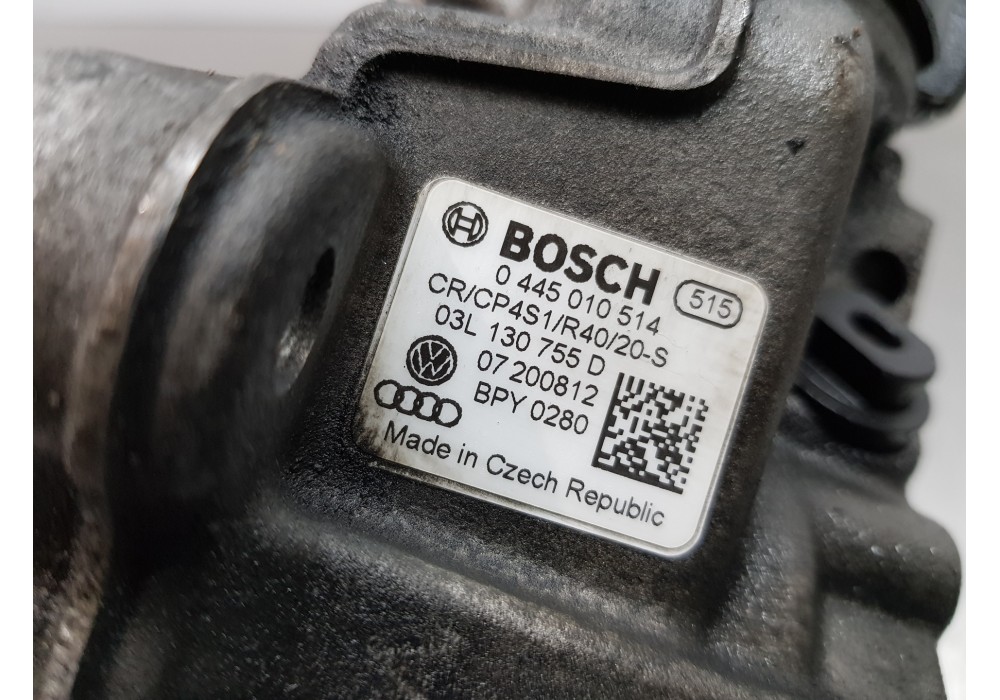 BOSCH
0 445 010 514 515
CR/CP4S1/R40/20-S
03L 130 755 D
07 200812
BPY 0280
Made in Czech Republic